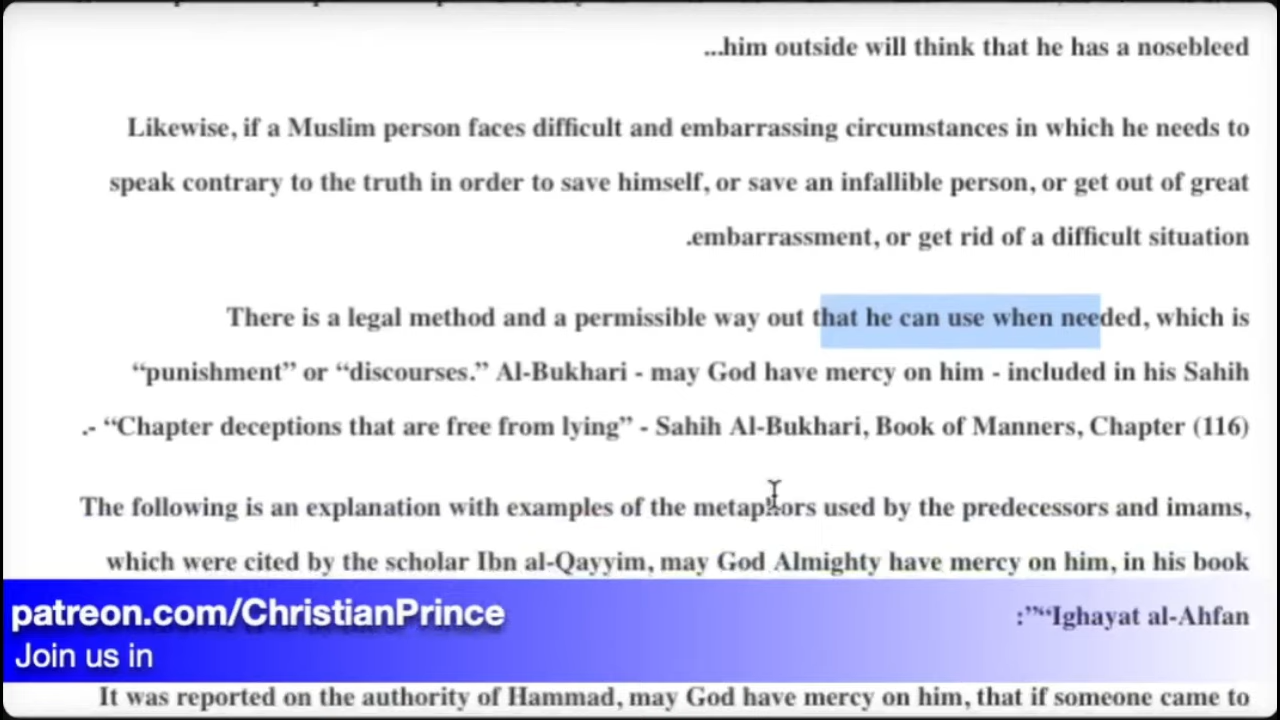 ...him outside will think that he has a nosebleed
Likewise, if a Muslim person faces difficult and embarrassing circumstances in which he needs to
speak contrary to the truth in order to save himself, or save an infallible person, or get out of great
.embarrassment, or get rid of a difficult situation
There is a legal method and a permissible way out that he can use when needed, which is
“punishment” or “discourses.” Al-Bukhari - may God have mercy on him - included in his Sahih
.- “Chapter deceptions that are free from lying” - Sahih Al-Bukhari, Book of Manners, Chapter (116)
The following is an explanation with examples of the metaphors used by the predecessors and imams,
which were cited by the scholar Ibn al-Qayyim, may God Almighty have mercy on him, in his book
:”“‘Ighayat al-Ahfan
patreon.com/ChristianPrince
Join us in
It was reported on the authority of Hammad, may God have mercy on him, that if someone came to